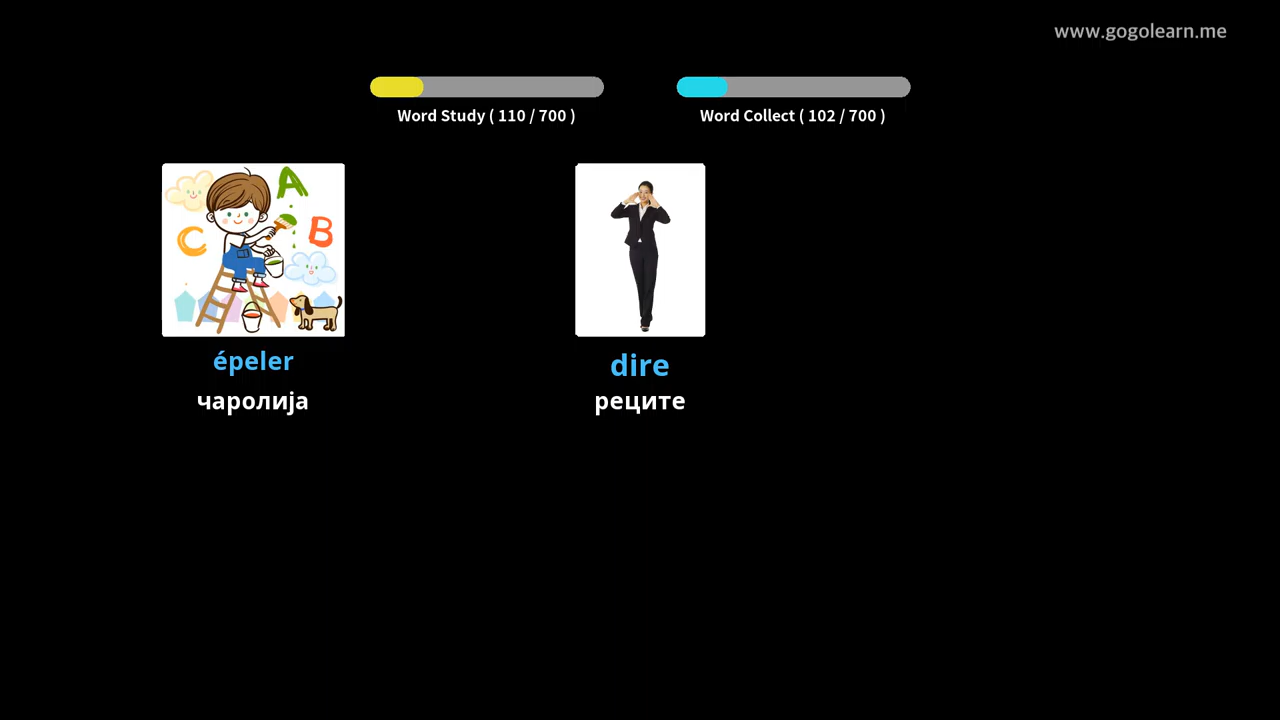 www.gogolearn.me
Word Study ( 110 / 700 )
Word Collect ( 102 / 700 )
A
B
C
épeler
dire
чаролија
реците